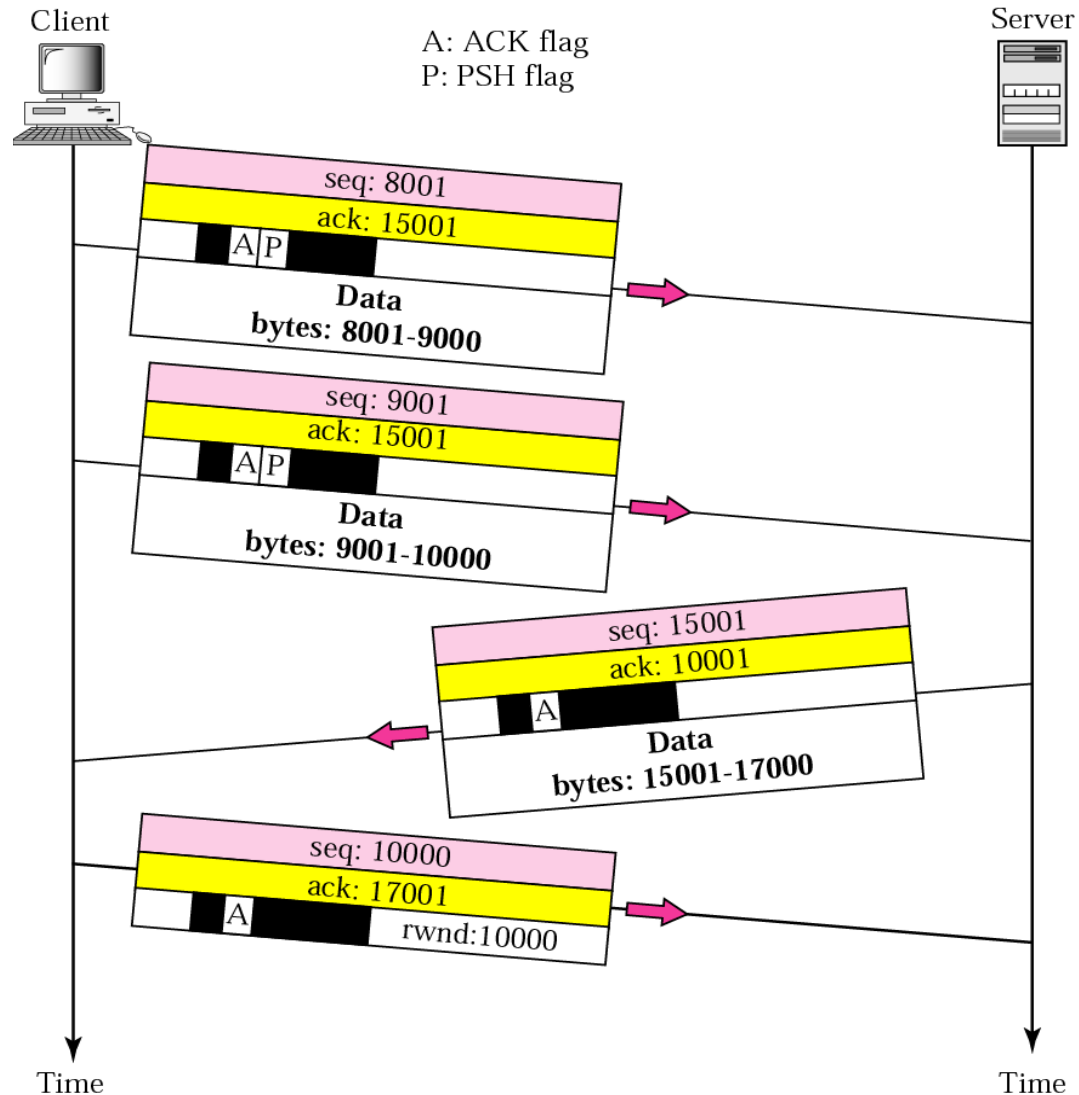 Client
Server
A: ACK flag
P: PSH flag
seq: 8001
ack: 15001
A P
Data
bytes: 8001-9000
seq: 9001
ack: 15001
A P
Data
bytes: 9001-10000
seq: 15001
ack: 10001
A
Data
bytes: 15001-17000
seq: 10000
ack: 17001
A
rwnd:10000
Time
Time